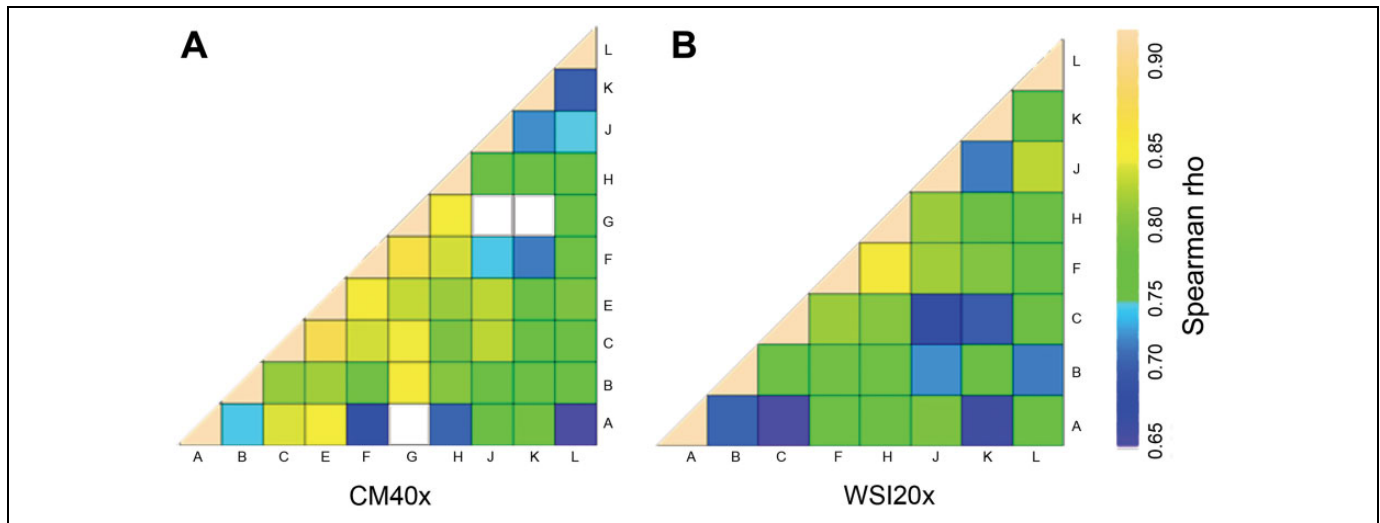 A
L
K
J
H
G
F
E
C
B
A
A B C E F G H J K L
CM40x
B
L
K
J
H
F
C
B
A
A B C F H J K L
WSI20x
0.90
0.85
0.80
0.75
0.70
0.65
Spearman rho